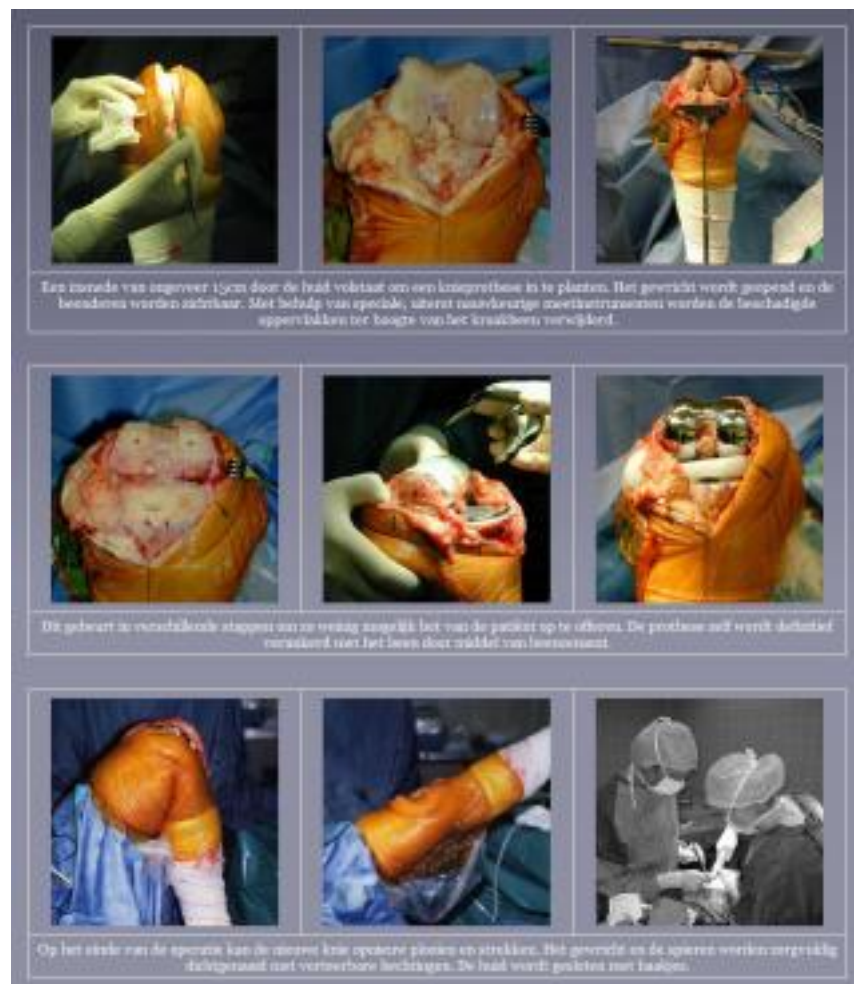 Een insnede van ongeveer 15cm door de huid volstaat om een knieprothese in te planten. Het gewricht wordt geopend en de
beenderen worden zichtbaar. Met behulp van speciale, uiterst nauwkeurige meetinstrumenten worden de beschadigde
oppervlakken ter hoogte van het kraakbeen verwijderd.
Dit gebeurt in verschillende stappen om zo weinig mogelijk bot van de patiënt op te offeren. De prothese zelf wordt definitief
verankerd met het been door middel van beencement.
Op het einde van de operatie kan de nieuwe knie opnieuw plooien en strekken. Het gewricht en de spieren worden zorgvuldig
dichtgenaaid met verteerbare hechtingen. De huid wordt gesloten met haakjes.